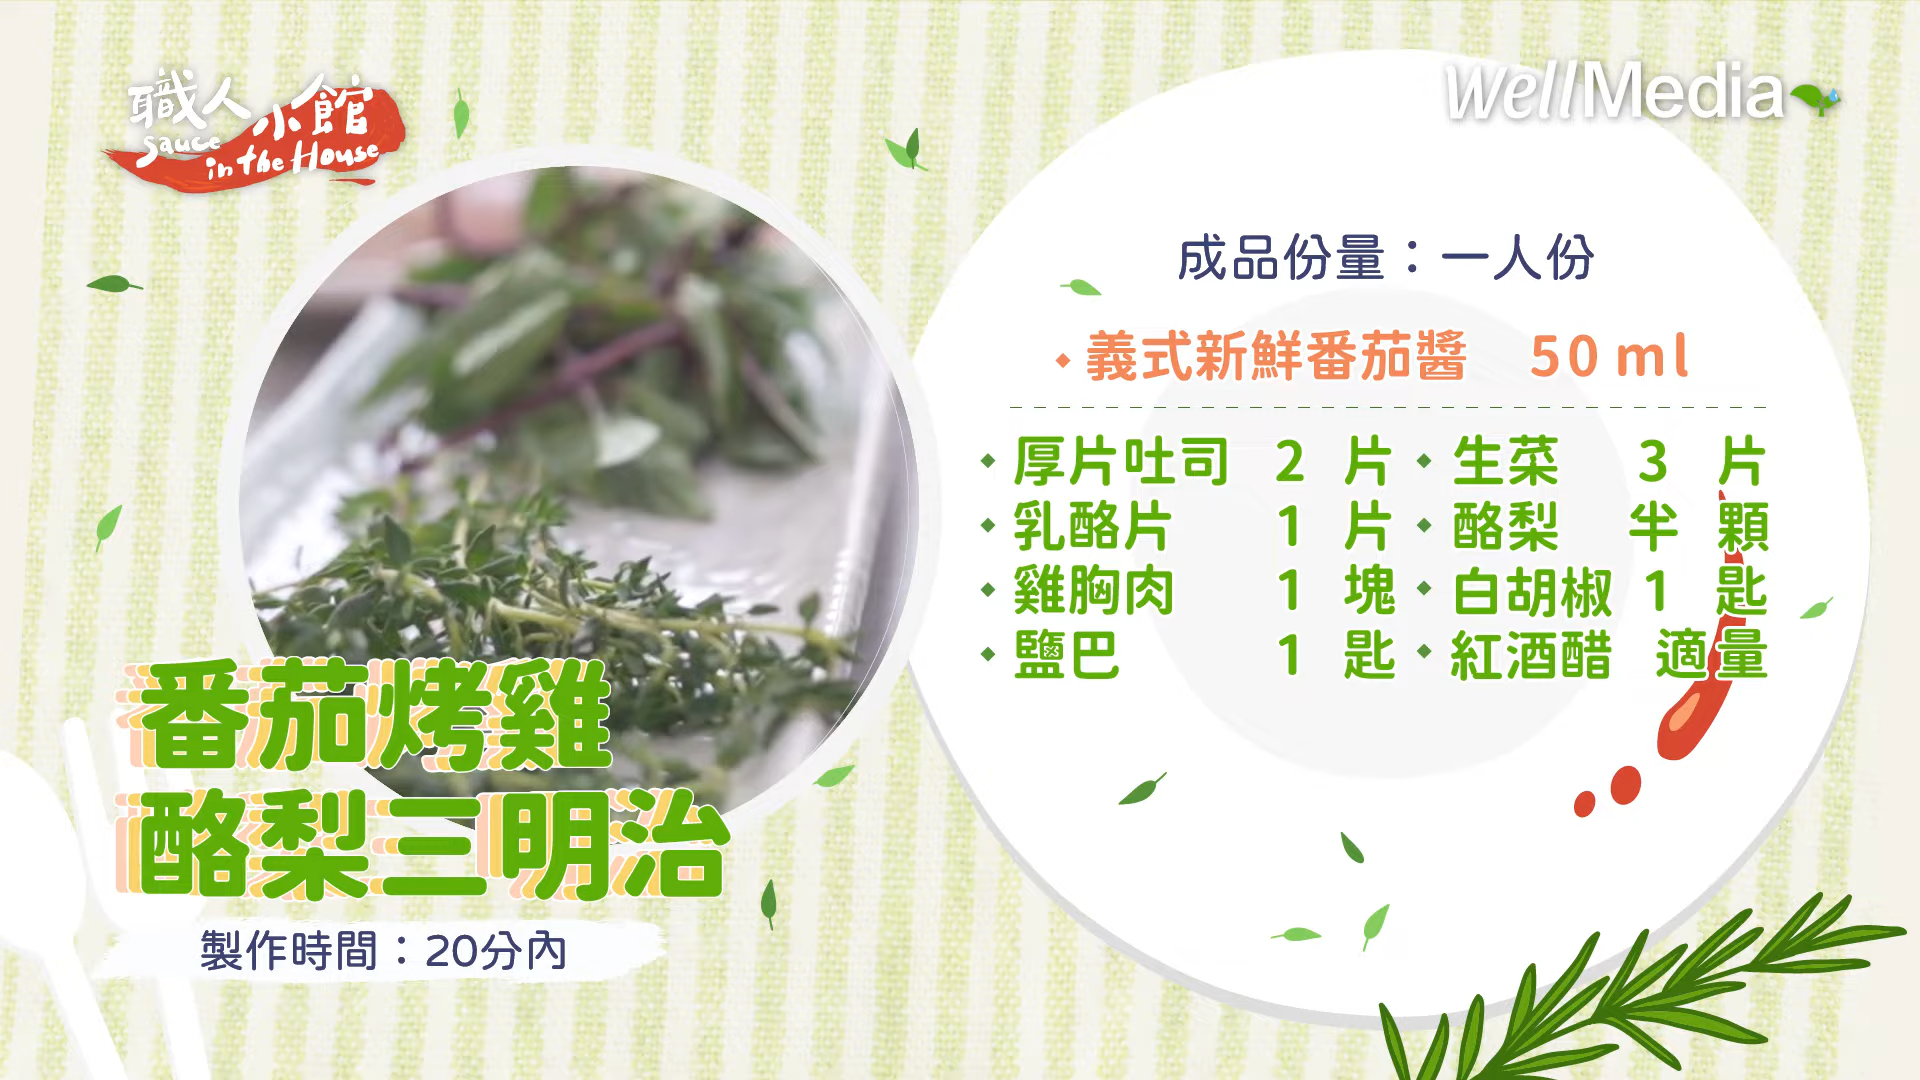 職人小館
sauce in the House
WellMedia
成品份量：一人份
義式新鮮番茄醬 50 ml
厚片吐司 2 片 生菜 3 片
乳酪片 1 片 酪梨 半 顆
雞胸肉 1 塊 白胡椒 1 匙
鹽巴 1 匙 紅酒醋 適量
番茄烤雞
酪梨三明治
製作時間：20分內